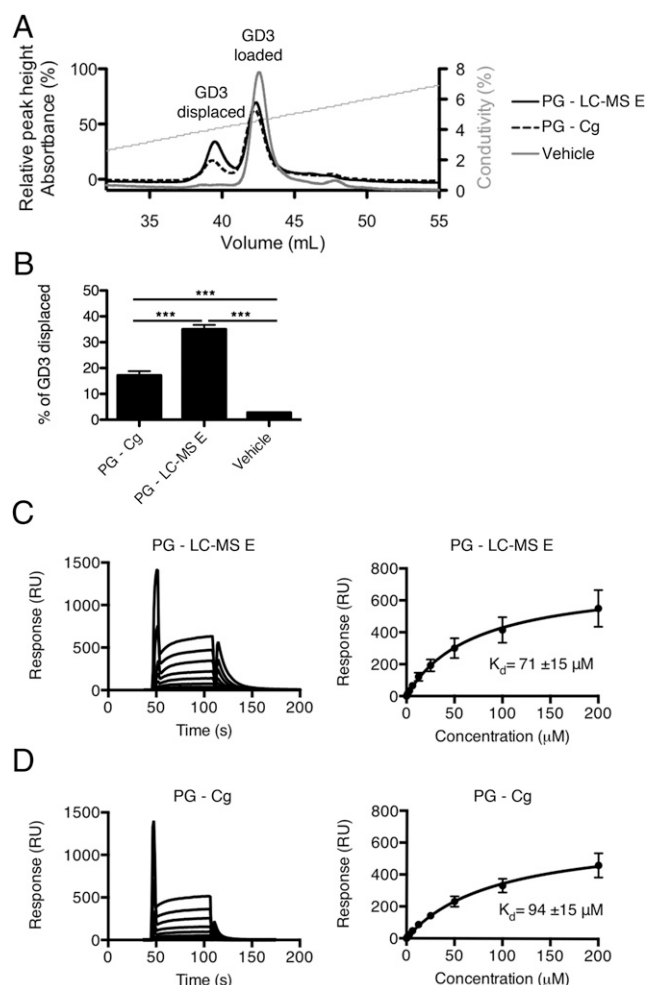 A
GD3
loaded
GD3
displaced
Relative peak height
Absorbance (%)
100
50
0
8
6
4
2
0
Condutivity (%)
35
40
45
50
55
Volume (mL)
PG - LC-MS E
PG - Cg
Vehicle
B
% of GD3 displaced
50
40
30
20
10
0
***
***
***
PG - Cg
PG - LC-MS E
Vehicle
C
PG - LC-MS E
Response (RU)
1500
1000
500
0
0
50
100
150
200
Time (s)
PG - LC-MS E
Response (RU)
800
600
400
200
0
Kd= 71 ±15 µM
0
50
100
150
200
Concentration (µM)
D
PG - Cg
Response (RU)
1500
1000
500
0
0
50
100
150
200
Time (s)
PG - Cg
Response (RU)
800
600
400
200
0
Kd= 94 ±15 µM
0
50
100
150
200
Concentration (µM)